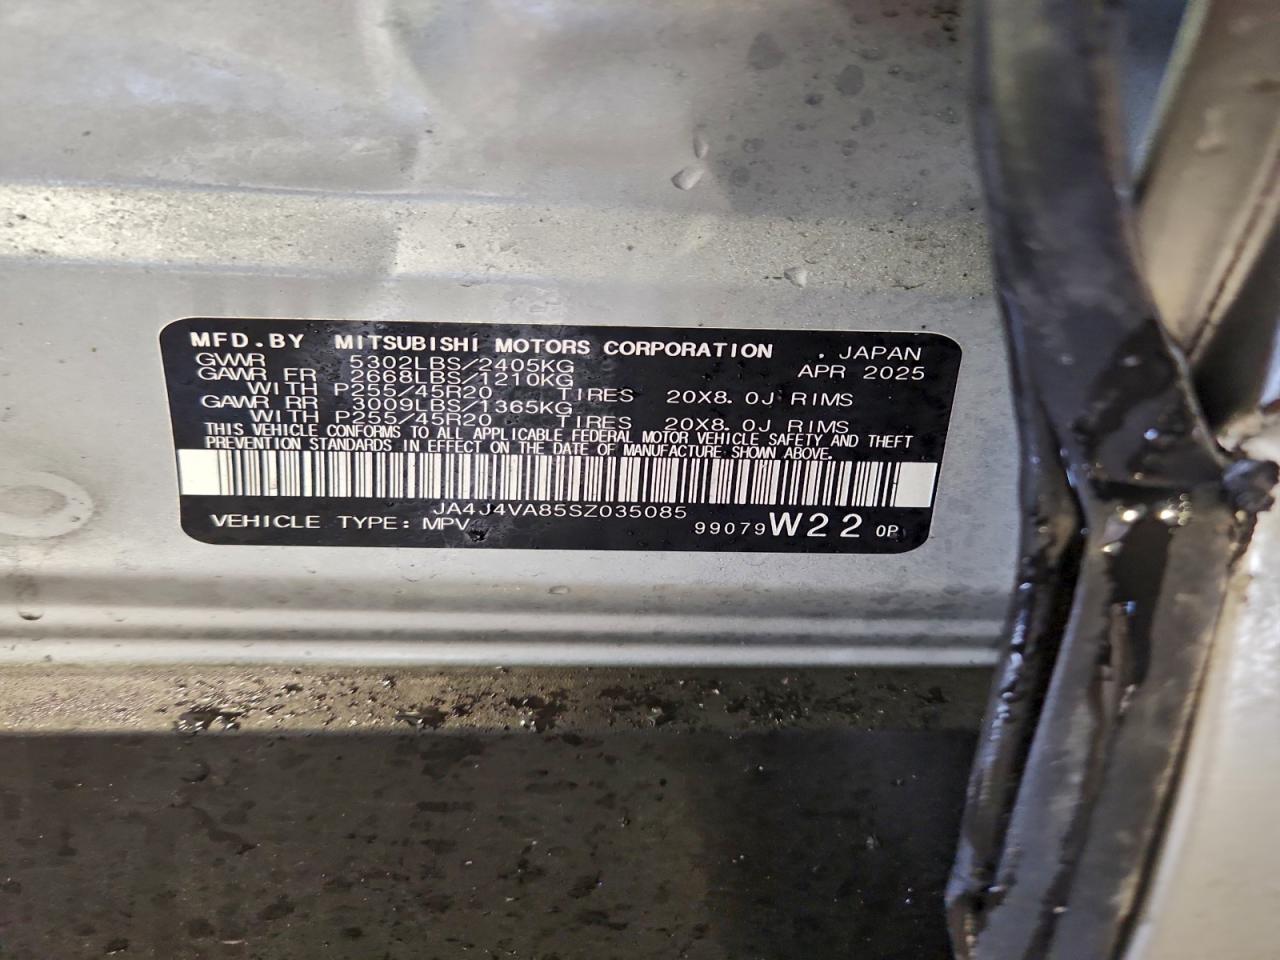 MFD.BY MITSUBISHI MOTORS CORPORATION , JAPAN
GVWR 5302LBS/2405KG APR 2025
GAWR FR 2668LBS/1210KG
WITH P255/45R20 TIRES 20X8.0J RIMS
GAWR RR 3009LBS/1365KG
WITH P255/45R20 TIRES 20X8.0J RIMS
THIS VEHICLE CONFORMS TO ALL APPLICABLE FEDERAL MOTOR VEHICLE SAFETY AND THEFT
PREVENTION STANDARDS IN EFFECT ON THE DATE OF MANUFACTURE SHOWN ABOVE.
JA4J4VA85SZ035085
VEHICLE TYPE: MPV 99079 W22 0P